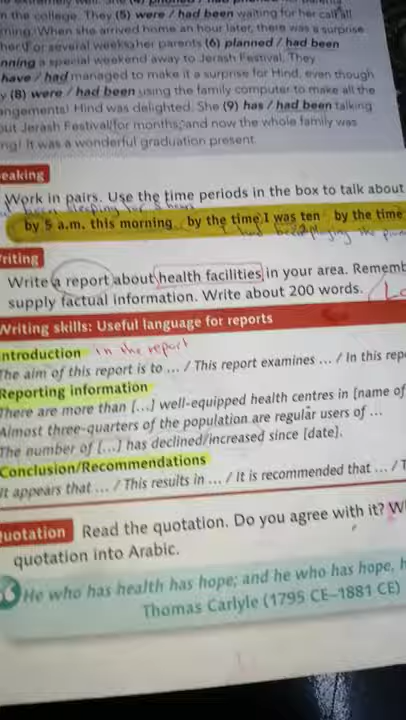 the college. They (5) were / had been waiting for her call all
When she arrived home an hour later, there was a surprise
or several weeks her parents (6) planned / had been
nning a special weekend away to Jerash Festival. They
have / had managed to make it a surprise for Hind, even though
y (8) were / had been using the family computer to make all the
angements! Hind was delighted. She (9) has / had been talking
out Jerash Festival for months, and now the whole family was
ng! It was a wonderful graduation present.
eaking
Work in pairs. Use the time periods in the box to talk about
by 5 a.m. this morning by the time I was ten by the time
riting
Write a report about health facilities in your area. Rememb
supply factual information. Write about 200 words.
Writing skills: Useful language for reports
ntroduction in the report
The aim of this report is to ... / This report examines ... / In this repo
Reporting information
There are more than [...] well-equipped health centres in [name of
Almost three-quarters of the population are regular users of ...
The number of [...] has declined/increased since [date].
Conclusion/Recommendations
It appears that ... / This results in ... / It is recommended that ... / T
uotation Read the quotation. Do you agree with it? W
quotation into Arabic.
He who has health has hope; and he who has hope, h
Thomas Carlyle (1795 CE–1881 CE)